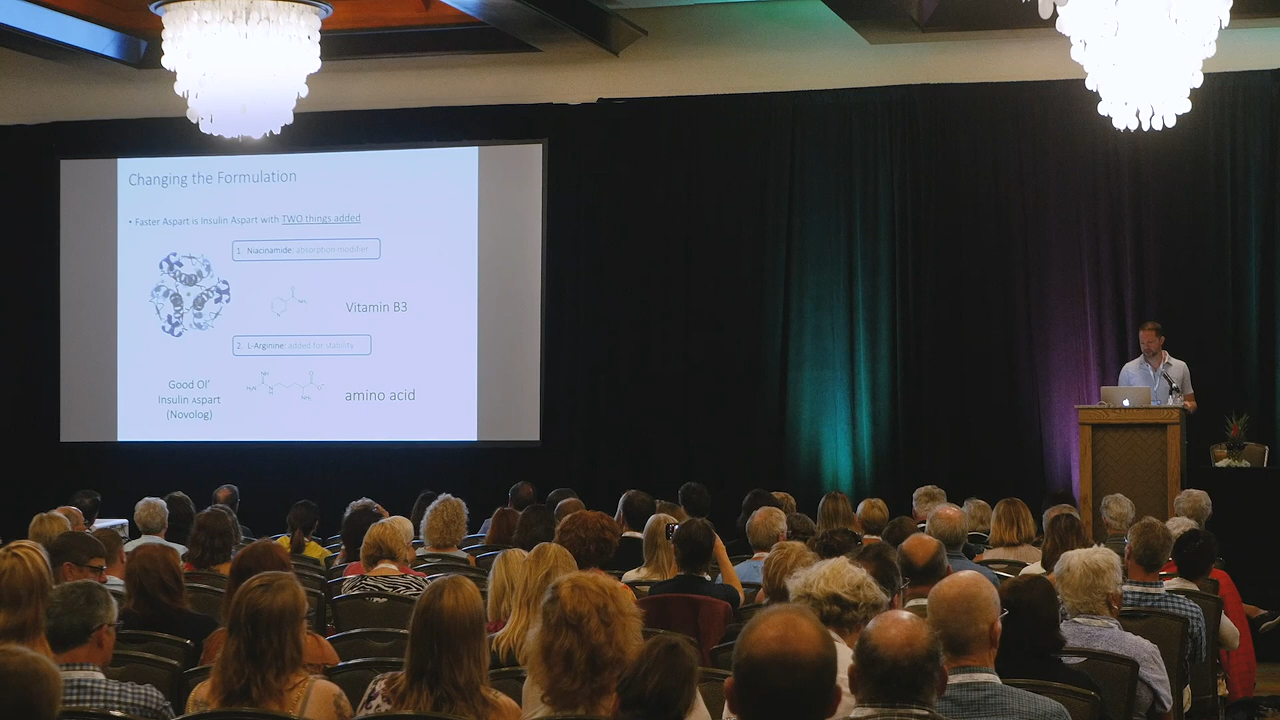 Changing the Formulation
• Faster Aspart is Insulin Aspart with TWO things added
1. Niacinamide: absorption modifier
Vitamin B3
2. L-Arginine: added for stability
Good Ol'
Insulin Aspart
(Novolog)
amino acid